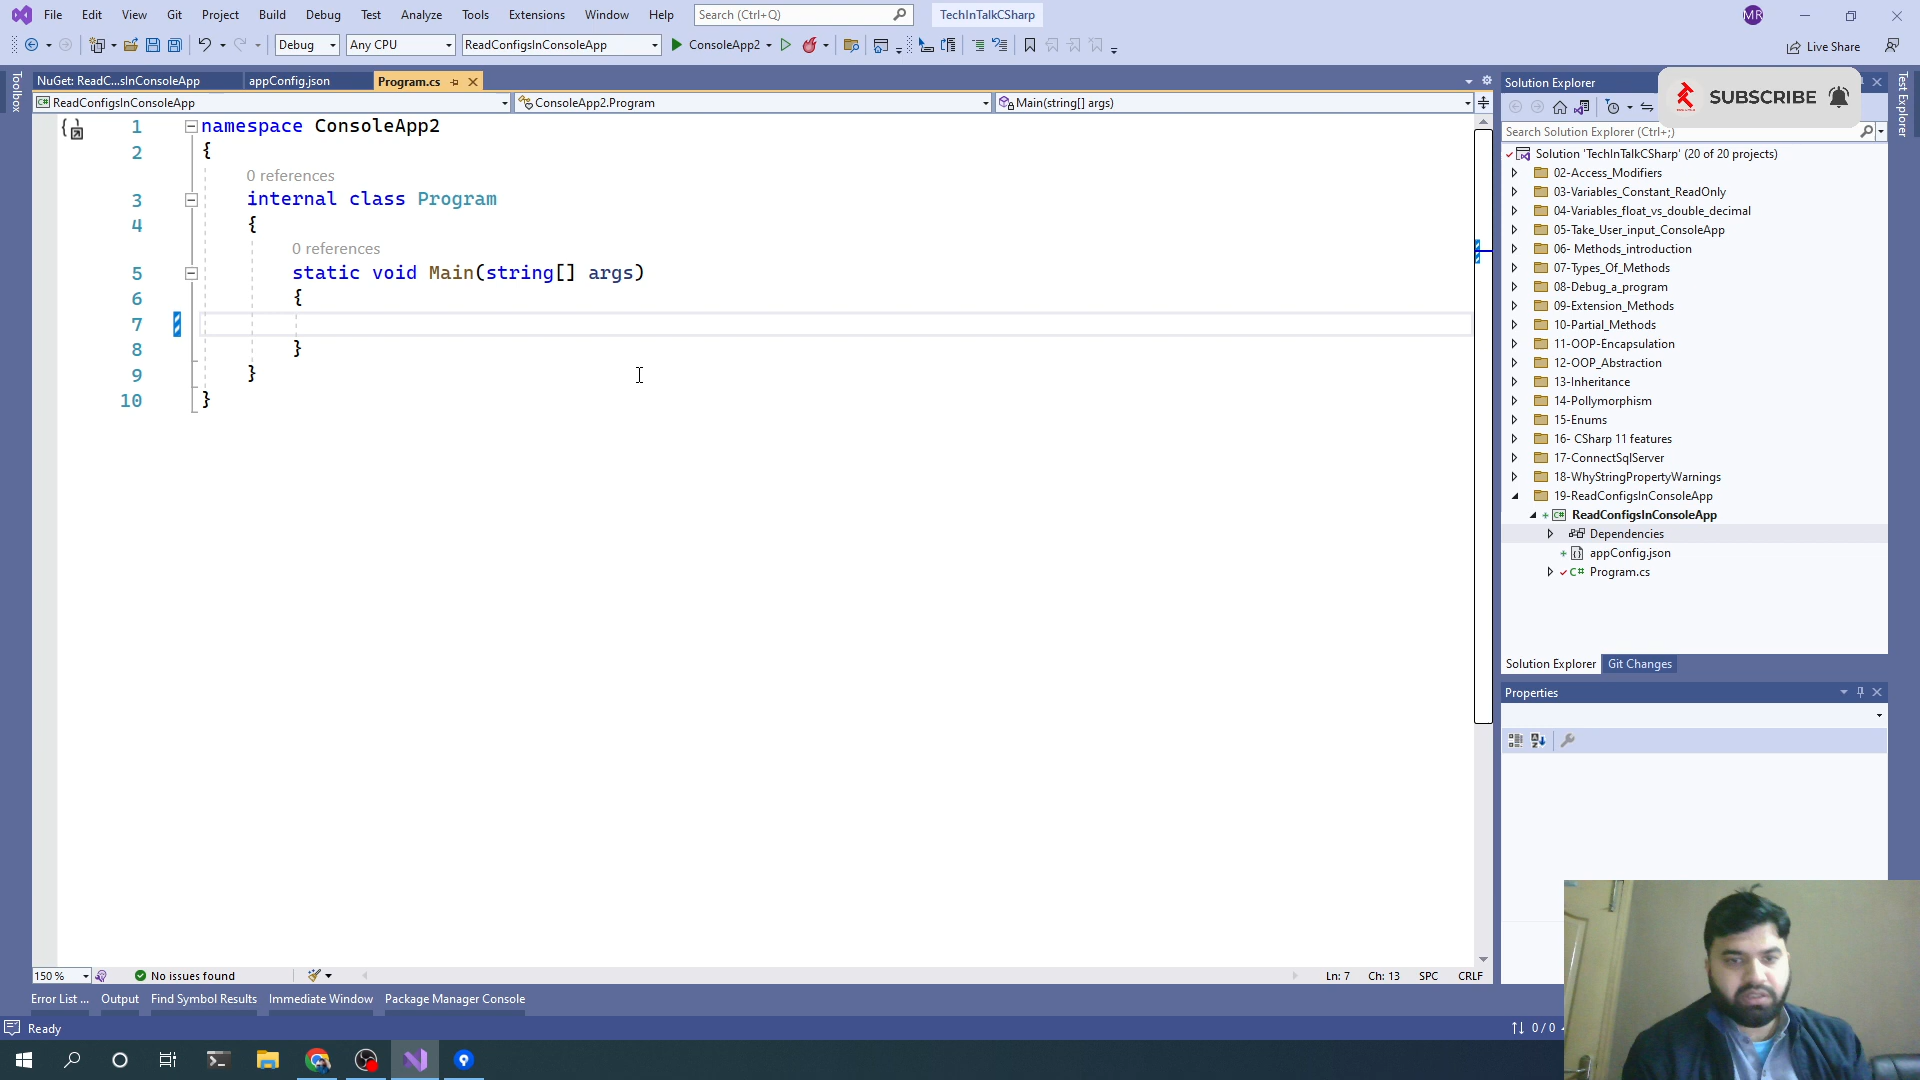 File Edit View Git Project Build Debug Test Analyze Tools Extensions Window Help Search (Ctrl+Q) TechInTalkCSharp MR
Debug Any CPU ReadConfigsInConsoleApp ConsoleApp2 Live Share
Toolbox
NuGet: ReadC...sInConsoleApp appConfig.json Program.cs
ReadConfigsInConsoleApp ConsoleApp2.Program Main(string[] args)
1 namespace ConsoleApp2
2 {
0 references
3 internal class Program
4 {
0 references
5 static void Main(string[] args)
6 {
7
8 }
9 }
10 }
150 % No issues found Ln: 7 Ch: 13 SPC CRLF
Error List ... Output Find Symbol Results Immediate Window Package Manager Console
Ready 0 / 0
Solution Explorer
SUBSCRIBE
Test Explorer
Search Solution Explorer (Ctrl+;)
Solution 'TechInTalkCSharp' (20 of 20 projects)
02-Access_Modifiers
03-Variables_Constant_ReadOnly
04-Variables_float_vs_double_decimal
05-Take_User_input_ConsoleApp
06- Methods_introduction
07-Types_Of_Methods
08-Debug_a_program
09-Extension_Methods
10-Partial_Methods
11-OOP-Encapsulation
12-OOP_Abstraction
13-Inheritance
14-Pollymorphism
15-Enums
16- CSharp 11 features
17-ConnectSqlServer
18-WhyStringPropertyWarnings
19-ReadConfigsInConsoleApp
ReadConfigsInConsoleApp
Dependencies
appConfig.json
C# Program.cs
Solution Explorer Git Changes
Properties